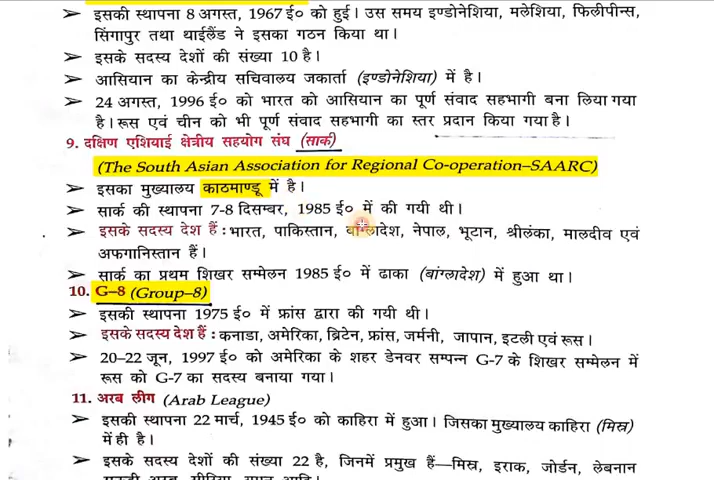 ➤ इसकी स्थापना 8 अगस्त, 1967 ई० को हुई। उस समय इण्डोनेशिया, मलेशिया, फिलीपीन्स,
सिंगापुर तथा थाईलैंड ने इसका गठन किया था।
➤ इसके सदस्य देशों की संख्या 10 है।
➤ आसियान का केन्द्रीय सचिवालय जकार्ता (इण्डोनेशिया) में है।
➤ 24 अगस्त, 1996 ई० को भारत को आसियान का पूर्ण संवाद सहभागी बना लिया गया
है। रूस एवं चीन को भी पूर्ण संवाद सहभागी का स्तर प्रदान किया गया है।
9. दक्षिण एशियाई क्षेत्रीय सहयोग संघ (सार्क)
(The South Asian Association for Regional Co-operation–SAARC)
➤ इसका मुख्यालय काठमाण्डू में है।
➤ सार्क की स्थापना 7-8 दिसम्बर, 1985 ई० में की गयी थी।
➤ इसके सदस्य देश हैं : भारत, पाकिस्तान, बांग्लादेश, नेपाल, भूटान, श्रीलंका, मालदीव एवं
अफगानिस्तान हैं।
➤ सार्क का प्रथम शिखर सम्मेलन 1985 ई० में ढाका (बांग्लादेश) में हुआ था।
10. G–8 (Group–8)
➤ इसकी स्थापना 1975 ई० में फ्रांस द्वारा की गयी थी।
➤ इसके सदस्य देश हैं : कनाडा, अमेरिका, ब्रिटेन, फ्रांस, जर्मनी, जापान, इटली एवं रूस।
➤ 20–22 जून, 1997 ई० को अमेरिका के शहर डेनवर सम्पन्न G-7 के शिखर सम्मेलन में
रूस को G-7 का सदस्य बनाया गया।
11. अरब लीग (Arab League)
➤ इसकी स्थापना 22 मार्च, 1945 ई० को काहिरा में हुआ। जिसका मुख्यालय काहिरा (मिस्र)
में ही है।
➤ इसके सदस्य देशों की संख्या 22 है, जिनमें प्रमुख हैं—मिस्र, इराक, जोर्डन, लेबनान